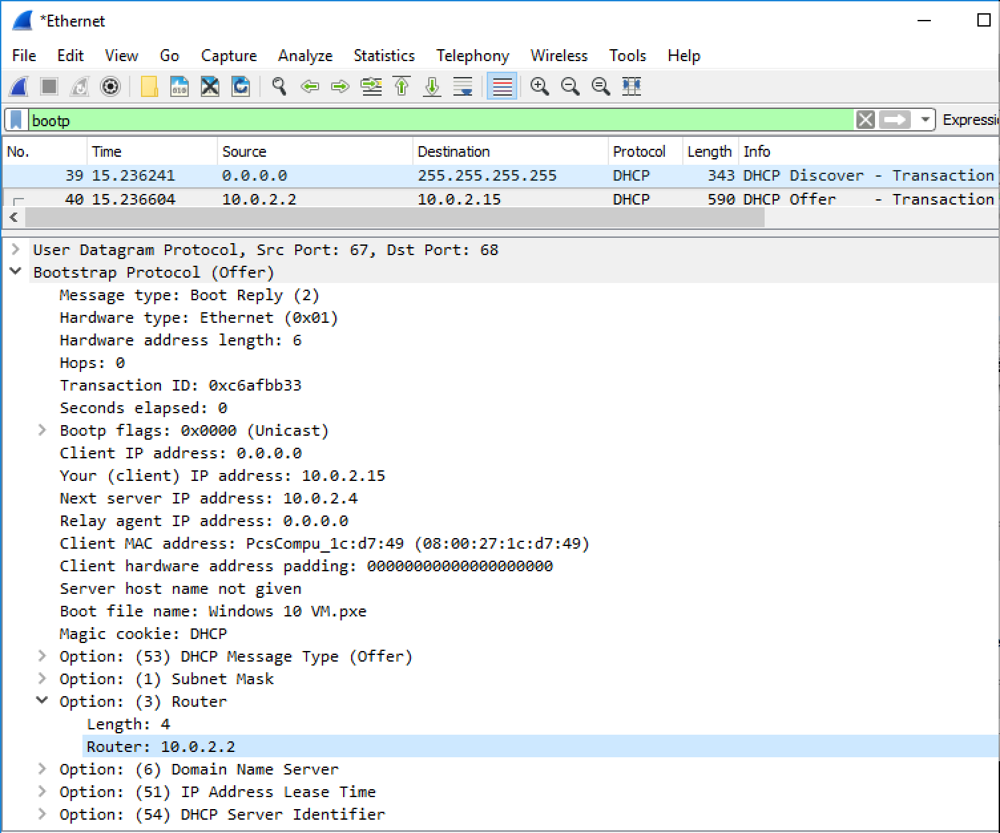 *Ethernet
File Edit View Go Capture Analyze Statistics Telephony Wireless Tools Help
bootp Expressi
No. Time Source Destination Protocol Length Info
39 15.236241 0.0.0.0 255.255.255.255 DHCP 343 DHCP Discover - Transaction
40 15.236604 10.0.2.2 10.0.2.15 DHCP 590 DHCP Offer - Transaction
User Datagram Protocol, Src Port: 67, Dst Port: 68
Bootstrap Protocol (Offer)
Message type: Boot Reply (2)
Hardware type: Ethernet (0x01)
Hardware address length: 6
Hops: 0
Transaction ID: 0xc6afbb33
Seconds elapsed: 0
Bootp flags: 0x0000 (Unicast)
Client IP address: 0.0.0.0
Your (client) IP address: 10.0.2.15
Next server IP address: 10.0.2.4
Relay agent IP address: 0.0.0.0
Client MAC address: PcsCompu_1c:d7:49 (08:00:27:1c:d7:49)
Client hardware address padding: 00000000000000000000
Server host name not given
Boot file name: Windows 10 VM.pxe
Magic cookie: DHCP
Option: (53) DHCP Message Type (Offer)
Option: (1) Subnet Mask
Option: (3) Router
Length: 4
Router: 10.0.2.2
Option: (6) Domain Name Server
Option: (51) IP Address Lease Time
Option: (54) DHCP Server Identifier